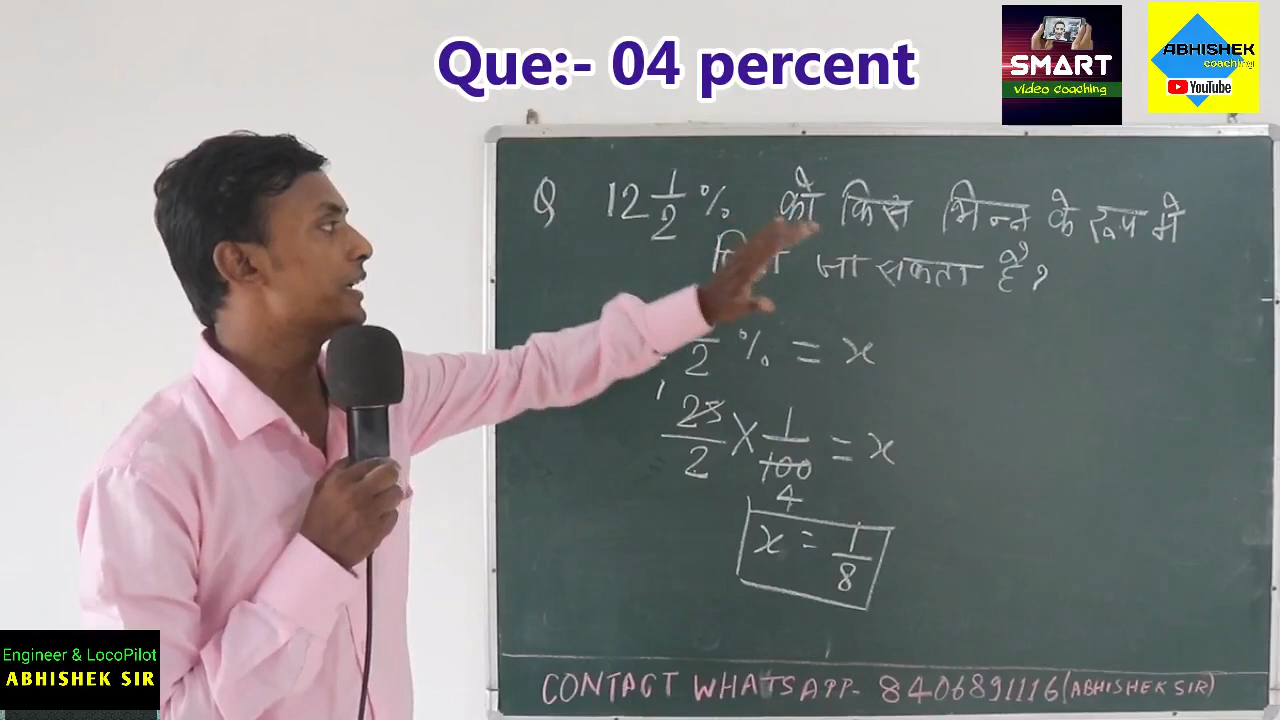 Que:- 04 percent
SMART
video coaching
ABHISHEK
coaching
YouTube
Q 12 1/2 % को किस भिन्न के रूप मे
जा सकता है?
2 % = x
1
25/2 X 1/100 = x
4
x = 1/8
Engineer & LocoPilot
ABHISHEK SIR
CONTACT WHATSAPP- 8406891116 (ABHISHEK SIR)